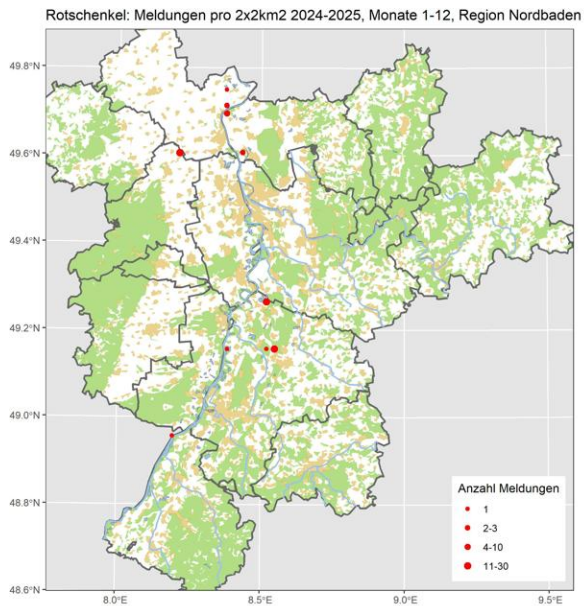 Rotschenkel: Meldungen pro 2x2km2 2024-2025, Monate 1-12, Region Nordbaden
49.8°N
49.6°N
49.4°N
49.2°N
49.0°N
48.8°N
48.6°N
Anzahl Meldungen
1
2-3
4-10
11-30
8.0°E
8.5°E
9.0°E
9.5°E